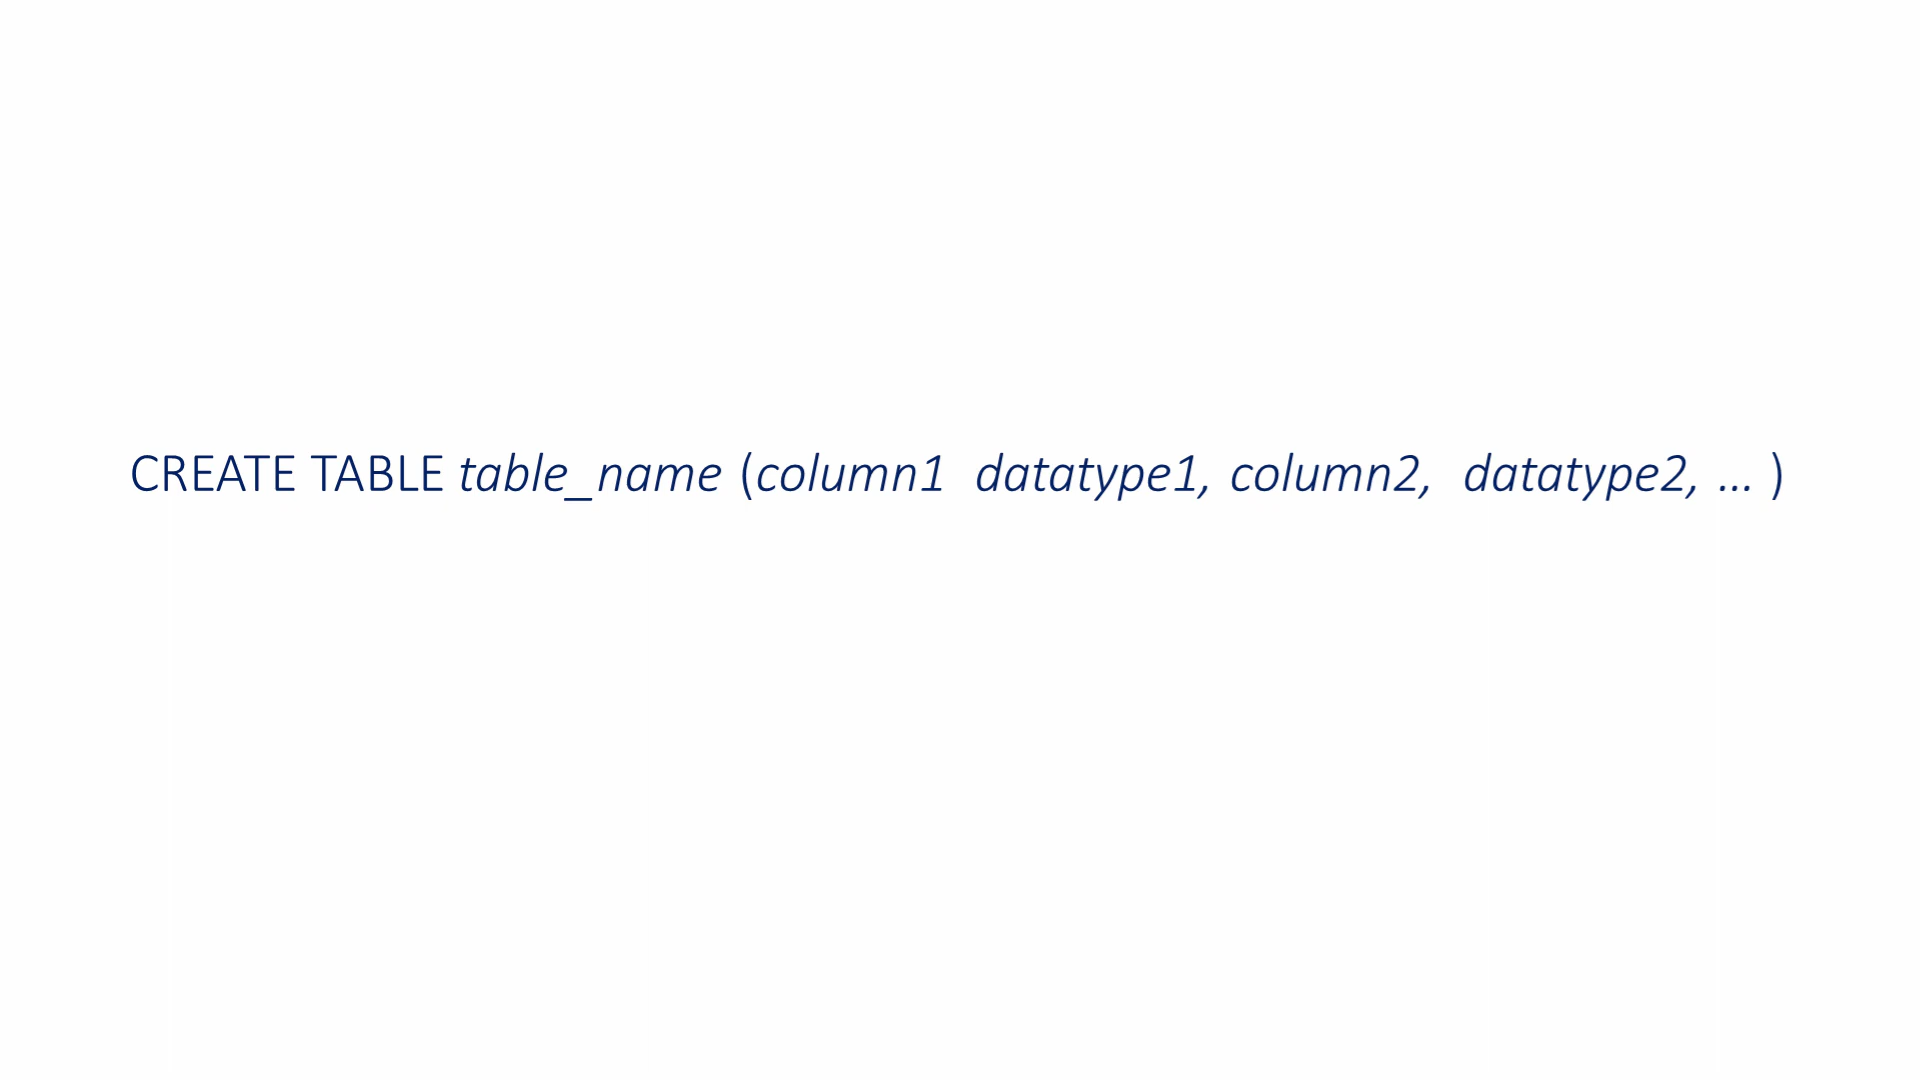 CREATE TABLE table_name (column1  datatype1, column2,  datatype2, ... )